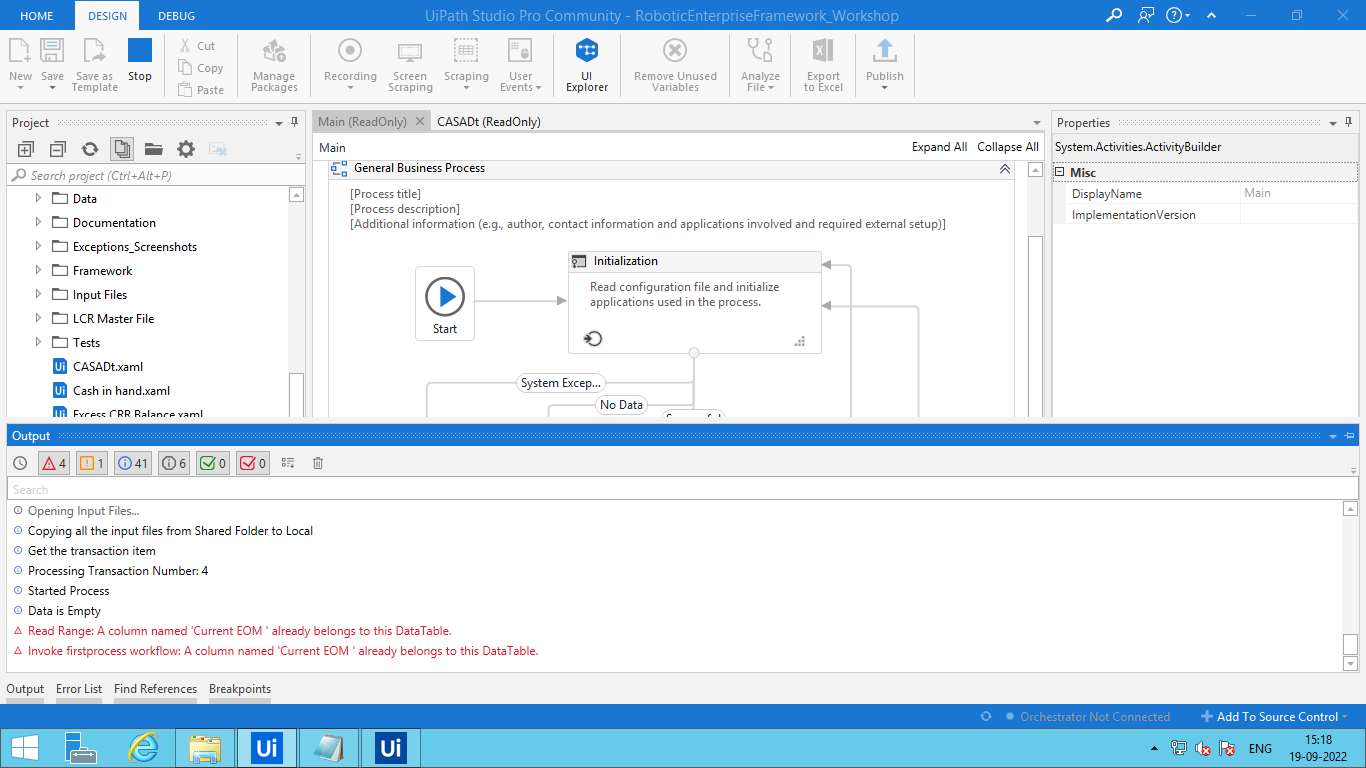 HOME DESIGN DEBUG UiPath Studio Pro Community - RoboticEnterpriseFramework_Workshop
New Save Save as Template Stop Cut Copy Paste Manage Packages Recording Screen Scraping Scraping User Events UI Explorer Remove Unused Variables Analyze File Export to Excel Publish
Project
Search project (Ctrl+Alt+P)
Data
Documentation
Exceptions_Screenshots
Framework
Input Files
LCR Master File
Tests
Ui CASADt.xaml
Ui Cash in hand.xaml
Ui Excess CRR Balance.xaml
Main (ReadOnly) CASADt (ReadOnly)
Main Expand All Collapse All
General Business Process
[Process title]
[Process description]
[Additional information (e.g., author, contact information and applications involved and required external setup)]
Start
Initialization
Read configuration file and initialize
applications used in the process.
System Excep...
No Data
Properties
System.Activities.ActivityBuilder
Misc
DisplayName Main
ImplementationVersion
Output
4 1 41 6 0 0
Search
Opening Input Files...
Copying all the input files from Shared Folder to Local
Get the transaction item
Processing Transaction Number: 4
Started Process
Data is Empty
Read Range: A column named 'Current EOM ' already belongs to this DataTable.
Invoke firstprocess workflow: A column named 'Current EOM ' already belongs to this DataTable.
Output Error List Find References Breakpoints
Orchestrator Not Connected Add To Source Control
Ui Ui ENG 15:18
19-09-2022